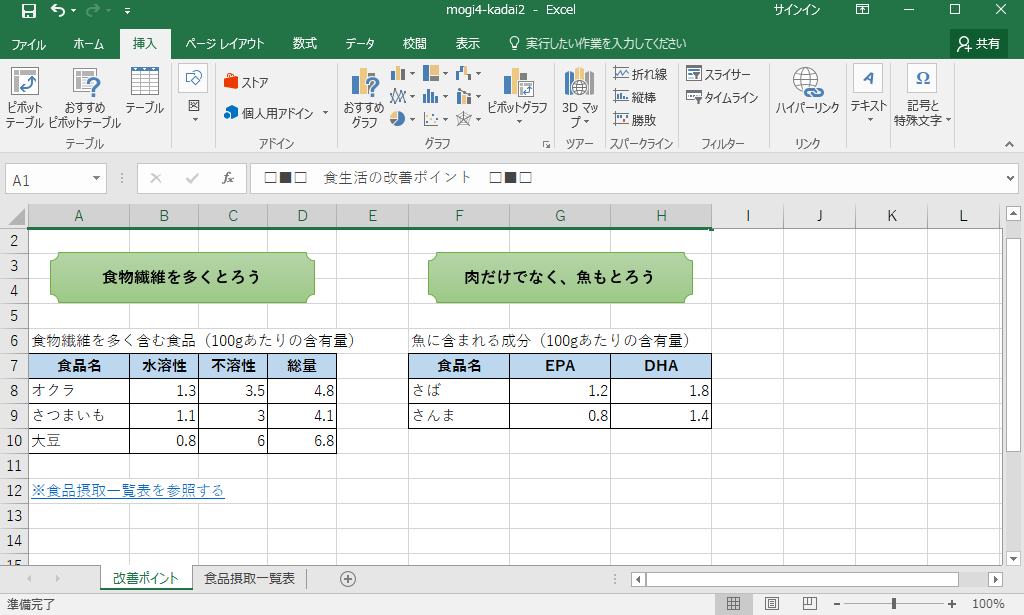 mogi4-kadai2 - Excel サインイン
ファイル ホーム 挿入 ページ レイアウト 数式 データ 校閲 表示 実行したい作業を入力してください 共有
ピボット テーブル
おすすめ ピボットテーブル
テーブル
図
ストア
個人用アドイン
おすすめ グラフ
ピボットグラフ
3D マップ
折れ線
縦棒
勝敗
スライサー
タイムライン
ハイパーリンク
テキスト
記号と 特殊文字
テーブル アドイン グラフ ツアー スパークライン フィルター リンク
A1 fx □■□ 食生活の改善ポイント □■□
A B C D E F G H I J K L
2
3
食物繊維を多くとろう 肉だけでなく、魚もとろう
4
5
6 食物繊維を多く含む食品（100gあたりの含有量） 魚に含まれる成分（100gあたりの含有量）
7 食品名 水溶性 不溶性 総量 食品名 EPA DHA
8 オクラ 1.3 3.5 4.8 さば 1.2 1.8
9 さつまいも 1.1 3 4.1 さんま 0.8 1.4
10 大豆 0.8 6 6.8
11
12 ※食品摂取一覧表を参照する
13
14
15
改善ポイント 食品摂取一覧表
準備完了 100%